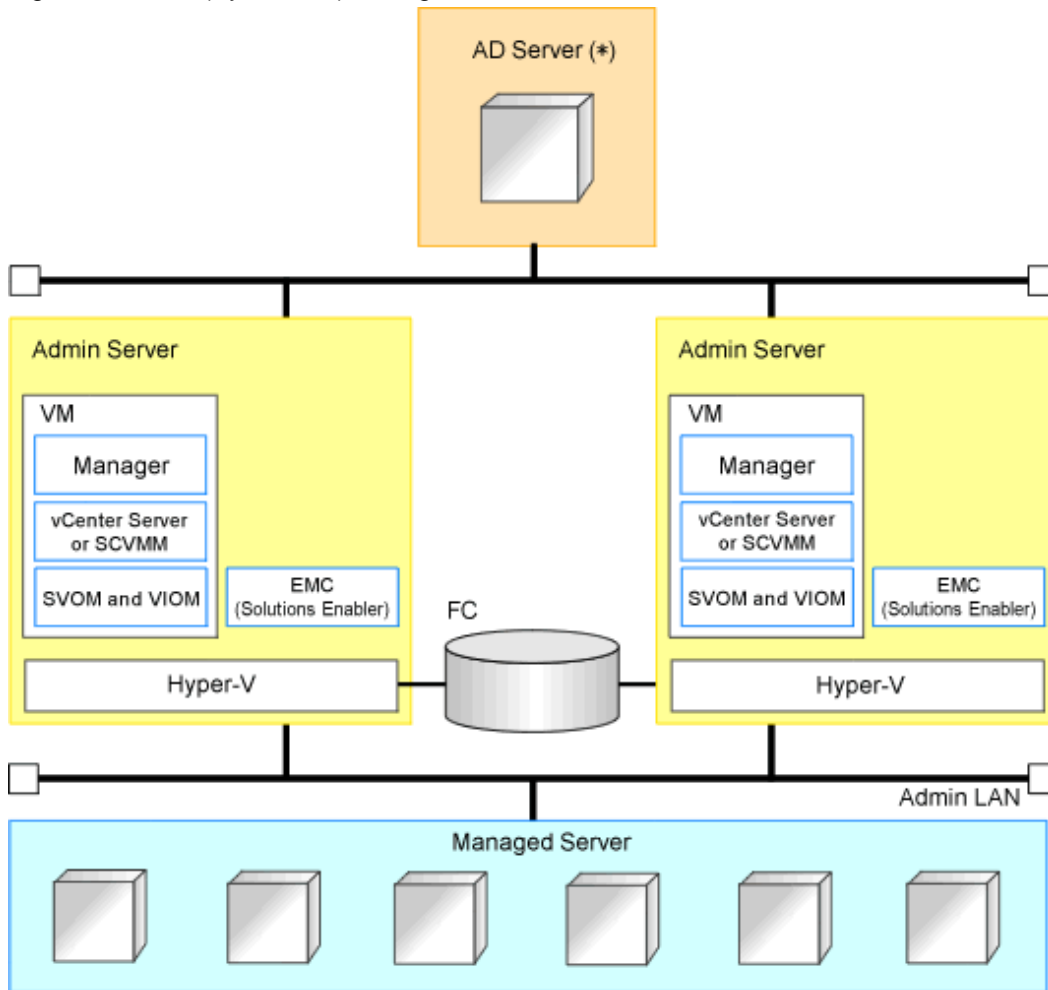 AD Server (*)
Admin Server
VM
Manager
vCenter Server
or SCVMM
SVOM and VIOM
EMC
(Solutions Enabler)
Hyper-V
FC
Admin Server
VM
Manager
vCenter Server
or SCVMM
SVOM and VIOM
EMC
(Solutions Enabler)
Hyper-V
Admin LAN
Managed Server